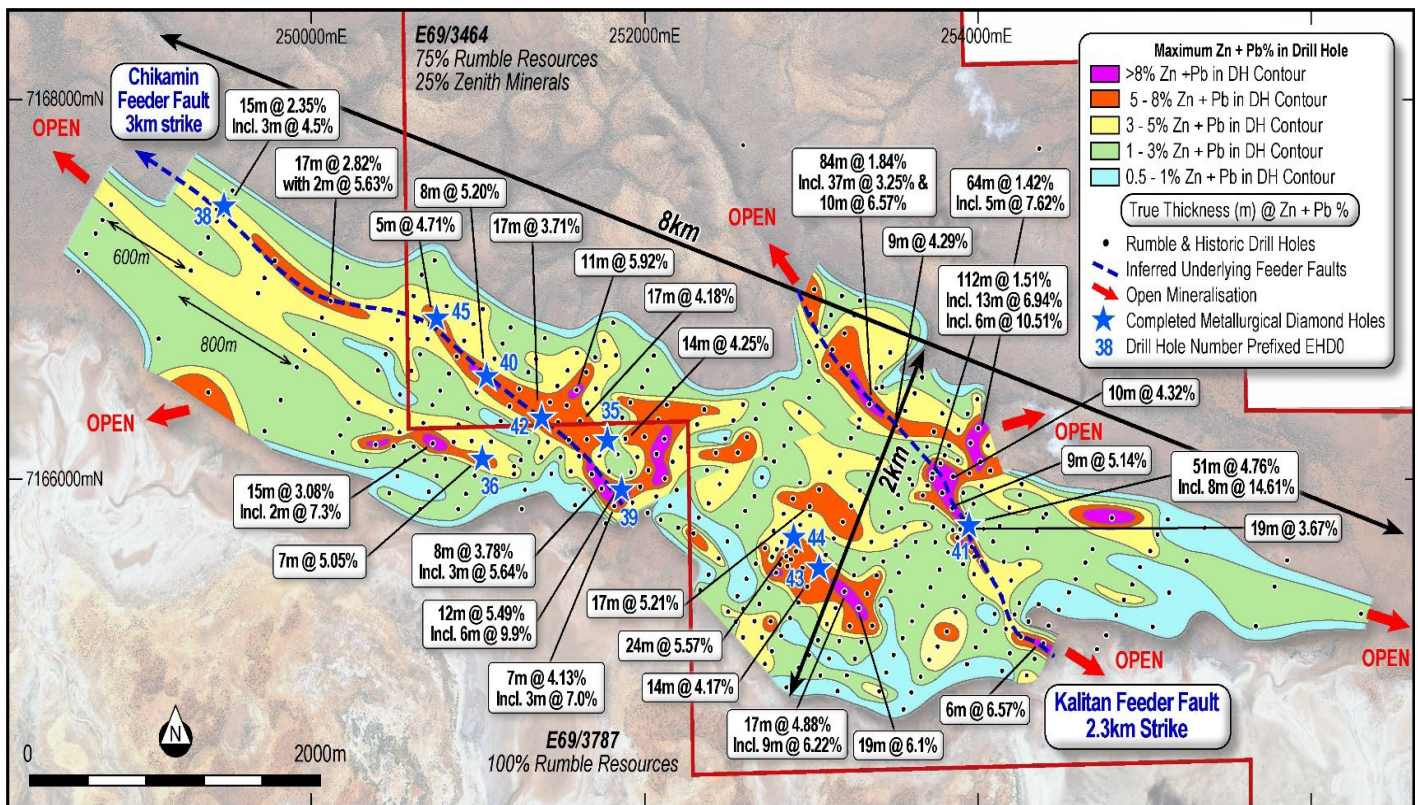 250000mE
252000mE
254000mE
7168000mN
7166000mN
E69/3464
75% Rumble Resources
25% Zenith Minerals
Chikamin
Feeder Fault
3km strike
OPEN
15m @ 2.35%
Incl. 3m @ 4.5%
17m @ 2.82%
with 2m @ 5.63%
8m @ 5.20%
5m @ 4.71%
17m @ 3.71%
11m @ 5.92%
17m @ 4.18%
14m @ 4.25%
8km
OPEN
84m @ 1.84%
Incl. 37m @ 3.25% &
10m @ 6.57%
64m @ 1.42%
Incl. 5m @ 7.62%
9m @ 4.29%
112m @ 1.51%
Incl. 13m @ 6.94%
Incl. 6m @ 10.51%
Maximum Zn + Pb% in Drill Hole
>8% Zn +Pb in DH Contour
5 - 8% Zn + Pb in DH Contour
3 - 5% Zn + Pb in DH Contour
1 - 3% Zn + Pb in DH Contour
0.5 - 1% Zn + Pb in DH Contour
True Thickness (m) @ Zn + Pb %
Rumble & Historic Drill Holes
Inferred Underlying Feeder Faults
Open Mineralisation
Completed Metallurgical Diamond Holes
38 Drill Hole Number Prefixed EHD0
38
600m
800m
45
40
42
35
36
39
OPEN
2km
OPEN
10m @ 4.32%
9m @ 5.14%
51m @ 4.76%
Incl. 8m @ 14.61%
19m @ 3.67%
41
44
43
15m @ 3.08%
Incl. 2m @ 7.3%
7m @ 5.05%
8m @ 3.78%
Incl. 3m @ 5.64%
12m @ 5.49%
Incl. 6m @ 9.9%
7m @ 4.13%
Incl. 3m @ 7.0%
17m @ 5.21%
24m @ 5.57%
14m @ 4.17%
17m @ 4.88%
Incl. 9m @ 6.22%
19m @ 6.1%
6m @ 6.57%
OPEN
OPEN
Kalitan Feeder Fault
2.3km Strike
E69/3787
100% Rumble Resources
N
0
2000m